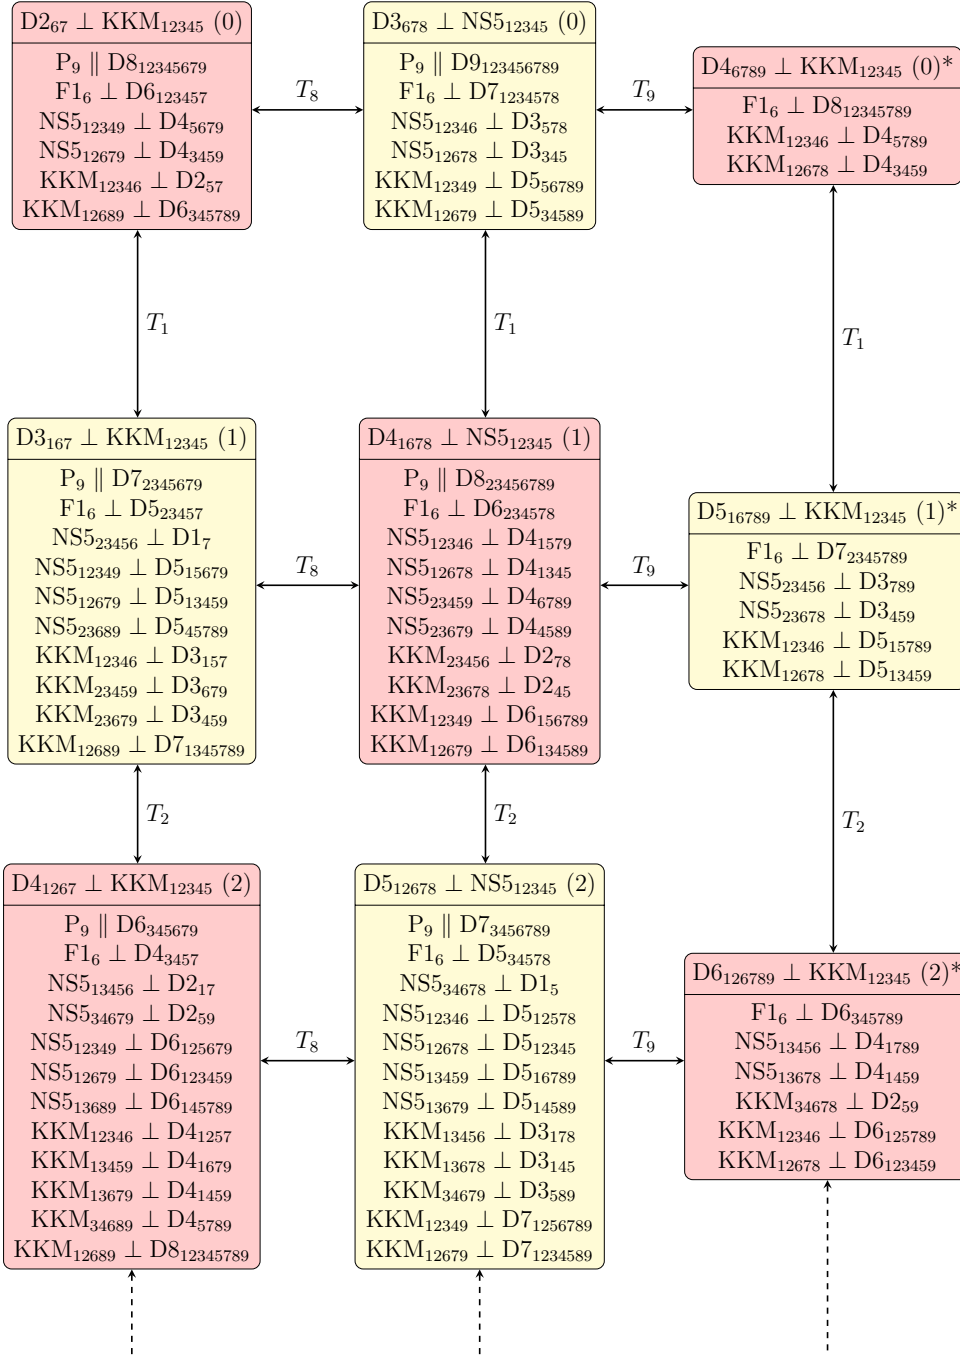 D2₆₇ ⊥ KKM₁₂₃₄₅ (0)
P₉ ∥ D8₁₂₃₄₅₆₇₉
F1₆ ⊥ D6₁₂₃₄₅₇
NS5₁₂₃₄₉ ⊥ D4₅₆₇₉
NS5₁₂₆₇₉ ⊥ D4₃₄₅₉
KKM₁₂₃₄₆ ⊥ D2₅₇
KKM₁₂₆₈₉ ⊥ D6₃₄₅₇₈₉
T₈
D3₆₇₈ ⊥ NS5₁₂₃₄₅ (0)
P₉ ∥ D9₁₂₃₄₅₆₇₈₉
F1₆ ⊥ D7₁₂₃₄₅₇₈
NS5₁₂₃₄₆ ⊥ D3₅₇₈
NS5₁₂₆₇₈ ⊥ D3₃₄₅
KKM₁₂₃₄₉ ⊥ D5₅₆₇₈₉
KKM₁₂₆₇₉ ⊥ D5₃₄₅₈₉
T₉
D4₆₇₈₉ ⊥ KKM₁₂₃₄₅ (0)*
F1₆ ⊥ D8₁₂₃₄₅₇₈₉
KKM₁₂₃₄₆ ⊥ D4₅₇₈₉
KKM₁₂₆₇₈ ⊥ D4₃₄₅₉
T₁
T₁
T₁
D3₁₆₇ ⊥ KKM₁₂₃₄₅ (1)
P₉ ∥ D7₂₃₄₅₆₇₉
F1₆ ⊥ D5₂₃₄₅₇
NS5₂₃₄₅₆ ⊥ D1₇
NS5₁₂₃₄₉ ⊥ D5₁₅₆₇₉
NS5₁₂₆₇₉ ⊥ D5₁₃₄₅₉
NS5₂₃₆₈₉ ⊥ D5₄₅₇₈₉
KKM₁₂₃₄₆ ⊥ D3₁₅₇
KKM₂₃₄₅₉ ⊥ D3₆₇₉
KKM₂₃₆₇₉ ⊥ D3₄₅₉
KKM₁₂₆₈₉ ⊥ D7₁₃₄₅₇₈₉
T₈
D4₁₆₇₈ ⊥ NS5₁₂₃₄₅ (1)
P₉ ∥ D8₂₃₄₅₆₇₈₉
F1₆ ⊥ D6₂₃₄₅₇₈
NS5₁₂₃₄₆ ⊥ D4₁₅₇₉
NS5₁₂₆₇₈ ⊥ D4₁₃₄₅
NS5₂₃₄₅₉ ⊥ D4₆₇₈₉
NS5₂₃₆₇₉ ⊥ D4₄₅₈₉
KKM₂₃₄₅₆ ⊥ D2₇₈
KKM₂₃₆₇₈ ⊥ D2₄₅
KKM₁₂₃₄₉ ⊥ D6₁₅₆₇₈₉
KKM₁₂₆₇₉ ⊥ D6₁₃₄₅₈₉
T₉
D5₁₆₇₈₉ ⊥ KKM₁₂₃₄₅ (1)*
F1₆ ⊥ D7₂₃₄₅₇₈₉
NS5₂₃₄₅₆ ⊥ D3₇₈₉
NS5₂₃₆₇₈ ⊥ D3₄₅₉
KKM₁₂₃₄₆ ⊥ D5₁₅₇₈₉
KKM₁₂₆₇₈ ⊥ D5₁₃₄₅₉
T₂
T₂
T₂
D4₁₂₆₇ ⊥ KKM₁₂₃₄₅ (2)
P₉ ∥ D6₃₄₅₆₇₉
F1₆ ⊥ D4₃₄₅₇
NS5₁₃₄₅₆ ⊥ D2₁₇
NS5₃₄₆₇₉ ⊥ D2₅₉
NS5₁₂₃₄₉ ⊥ D6₁₂₅₆₇₉
NS5₁₂₆₇₉ ⊥ D6₁₂₃₄₅₉
NS5₁₃₆₈₉ ⊥ D6₁₄₅₇₈₉
KKM₁₂₃₄₆ ⊥ D4₁₂₅₇
KKM₁₃₄₅₉ ⊥ D4₁₆₇₉
KKM₁₃₆₇₉ ⊥ D4₁₄₅₉
KKM₃₄₆₈₉ ⊥ D4₅₇₈₉
KKM₁₂₆₈₉ ⊥ D8₁₂₃₄₅₇₈₉
T₈
D5₁₂₆₇₈ ⊥ NS5₁₂₃₄₅ (2)
P₉ ∥ D7₃₄₅₆₇₈₉
F1₆ ⊥ D5₃₄₅₇₈
NS5₃₄₆₇₈ ⊥ D1₅
NS5₁₂₃₄₆ ⊥ D5₁₂₅₇₈
NS5₁₂₆₇₈ ⊥ D5₁₂₃₄₅
NS5₁₃₄₅₉ ⊥ D5₁₆₇₈₉
NS5₁₃₆₇₉ ⊥ D5₁₄₅₈₉
KKM₁₃₄₅₆ ⊥ D3₁₇₈
KKM₁₃₆₇₈ ⊥ D3₁₄₅
KKM₃₄₆₇₉ ⊥ D3₅₈₉
KKM₁₂₃₄₉ ⊥ D7₁₂₅₆₇₈₉
KKM₁₂₆₇₉ ⊥ D7₁₂₃₄₅₈₉
T₉
D6₁₂₆₇₈₉ ⊥ KKM₁₂₃₄₅ (2)*
F1₆ ⊥ D6₃₄₅₇₈₉
NS5₁₃₄₅₆ ⊥ D4₁₇₈₉
NS5₁₃₆₇₈ ⊥ D4₁₄₅₉
KKM₃₄₆₇₈ ⊥ D2₅₉
KKM₁₂₃₄₆ ⊥ D6₁₂₅₇₈₉
KKM₁₂₆₇₈ ⊥ D6₁₂₃₄₅₉